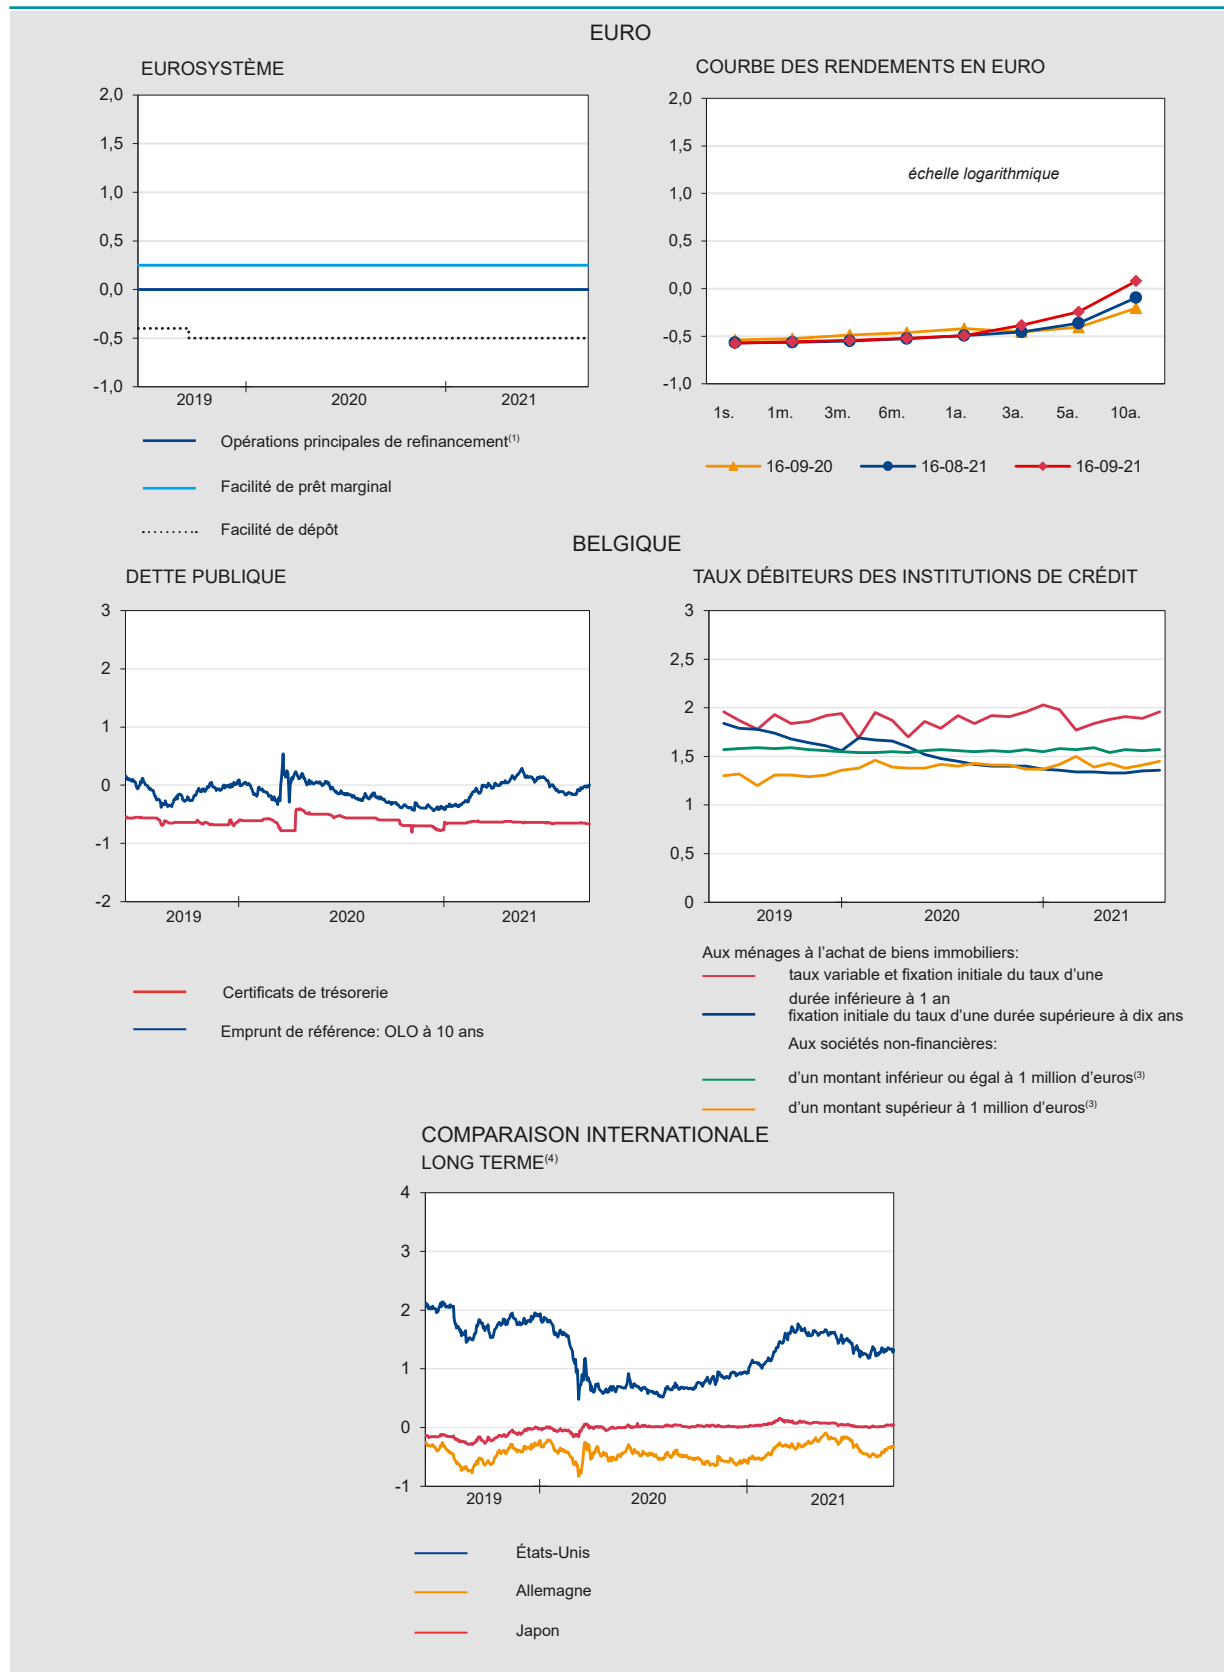 EURO
EUROSYSTÈME
2,0
1,5
1,0
0,5
0,0
-0,5
-1,0
2019 2020 2021
Opérations principales de refinancement(1)
Facilité de prêt marginal
Facilité de dépôt
COURBE DES RENDEMENTS EN EURO
2,0
1,5
1,0
0,5
0,0
-0,5
-1,0
échelle logarithmique
1s. 1m. 3m. 6m. 1a. 3a. 5a. 10a.
16-09-20 16-08-21 16-09-21
BELGIQUE
DETTE PUBLIQUE
3
2
1
0
-1
-2
2019 2020 2021
Certificats de trésorerie
Emprunt de référence: OLO à 10 ans
TAUX DÉBITEURS DES INSTITUTIONS DE CRÉDIT
3
2,5
2
1,5
1
0,5
0
2019 2020 2021
Aux ménages à l’achat de biens immobiliers:
taux variable et fixation initiale du taux d’une
durée inférieure à 1 an
fixation initiale du taux d’une durée supérieure à dix ans
Aux sociétés non-financières:
d’un montant inférieur ou égal à 1 million d’euros(3)
d’un montant supérieur à 1 million d’euros(3)
COMPARAISON INTERNATIONALE
LONG TERME(4)
4
3
2
1
0
-1
2019 2020 2021
États-Unis
Allemagne
Japon